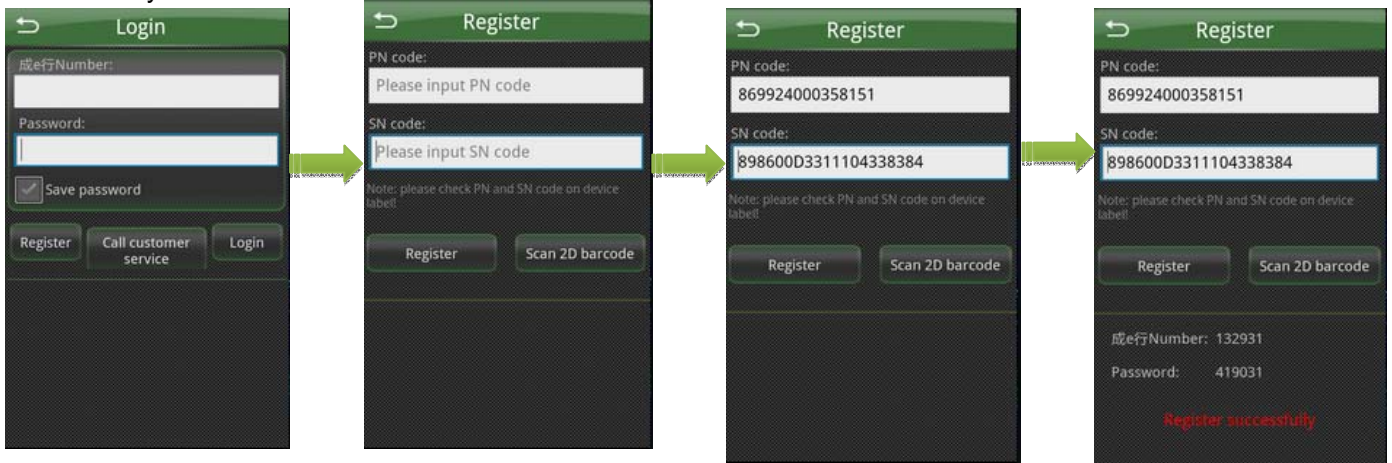 Login
成e行Number:
Password:
Save password
Register
Call customer
service
Login
Register
PN code:
Please input PN code
SN code:
Please input SN code
Note: please check PN and SN code on device
label!
Register
Scan 2D barcode
Register
PN code:
869924000358151
SN code:
898600D3311104338384
Note: please check PN and SN code on device
label!
Register
Scan 2D barcode
Register
PN code:
869924000358151
SN code:
898600D3311104338384
Note: please check PN and SN code on device
label!
Register
Scan 2D barcode
成e行Number: 132931
Password: 419031
Register successfully